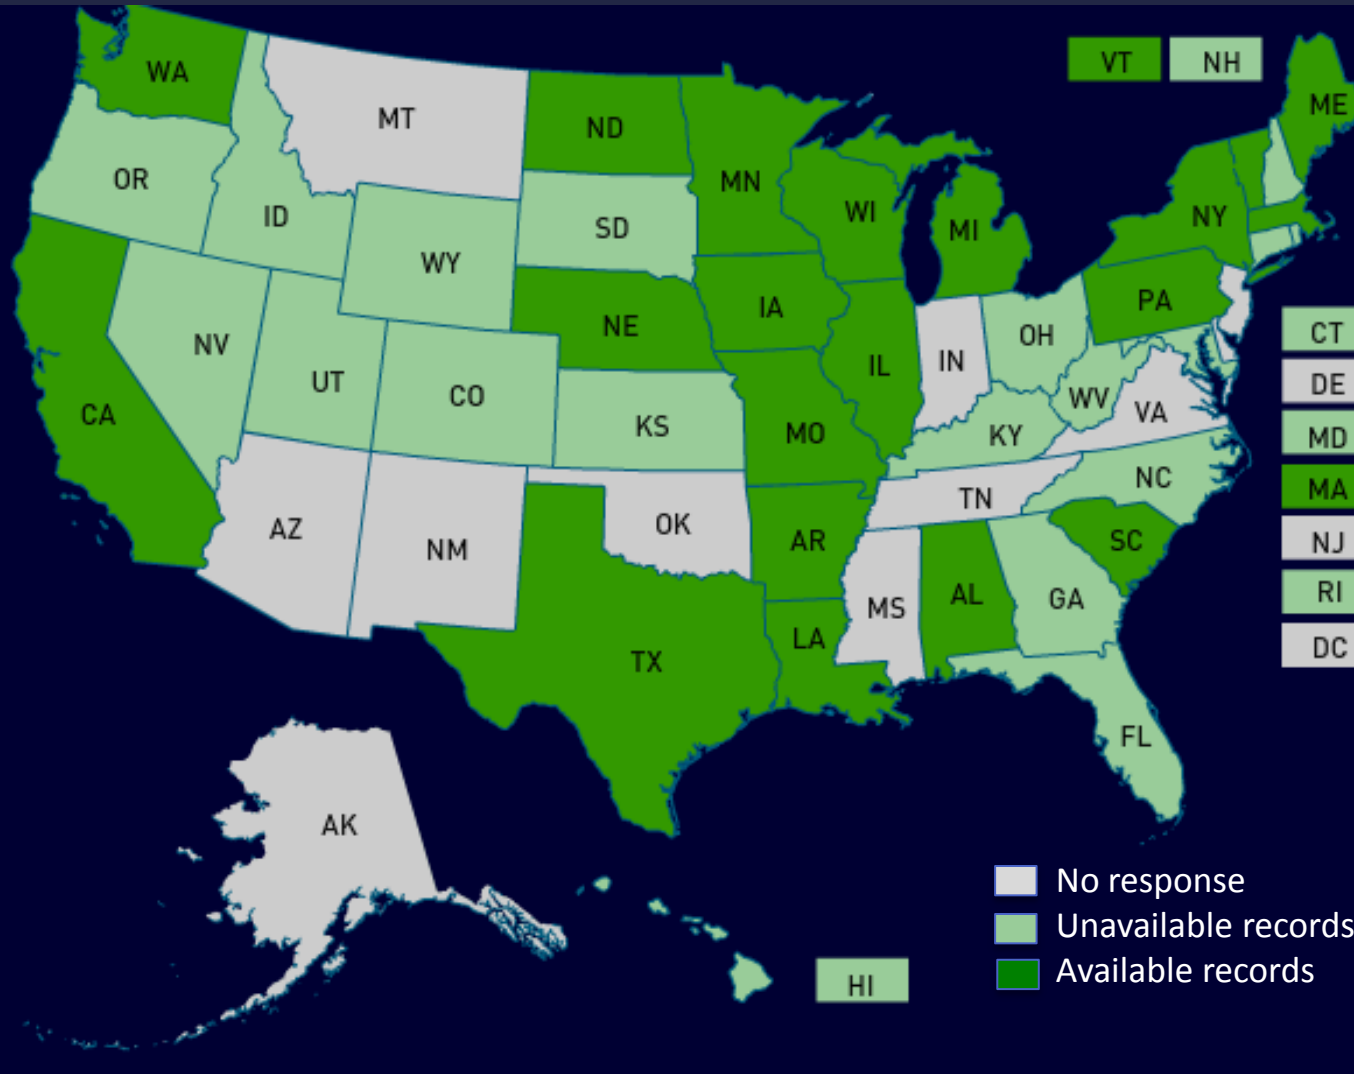 WA
MT
ND
MN
VT
NH
ME
OR
ID
WY
SD
WI
MI
NY
NV
UT
CO
NE
IA
PA
CA
KS
MO
IL
IN
OH
WV
VA
KY
CT
DE
MD
MA
NJ
RI
DC
AZ
NM
OK
AR
TN
NC
SC
TX
LA
MS
AL
GA
FL
AK
HI
No response
Unavailable records
Available records